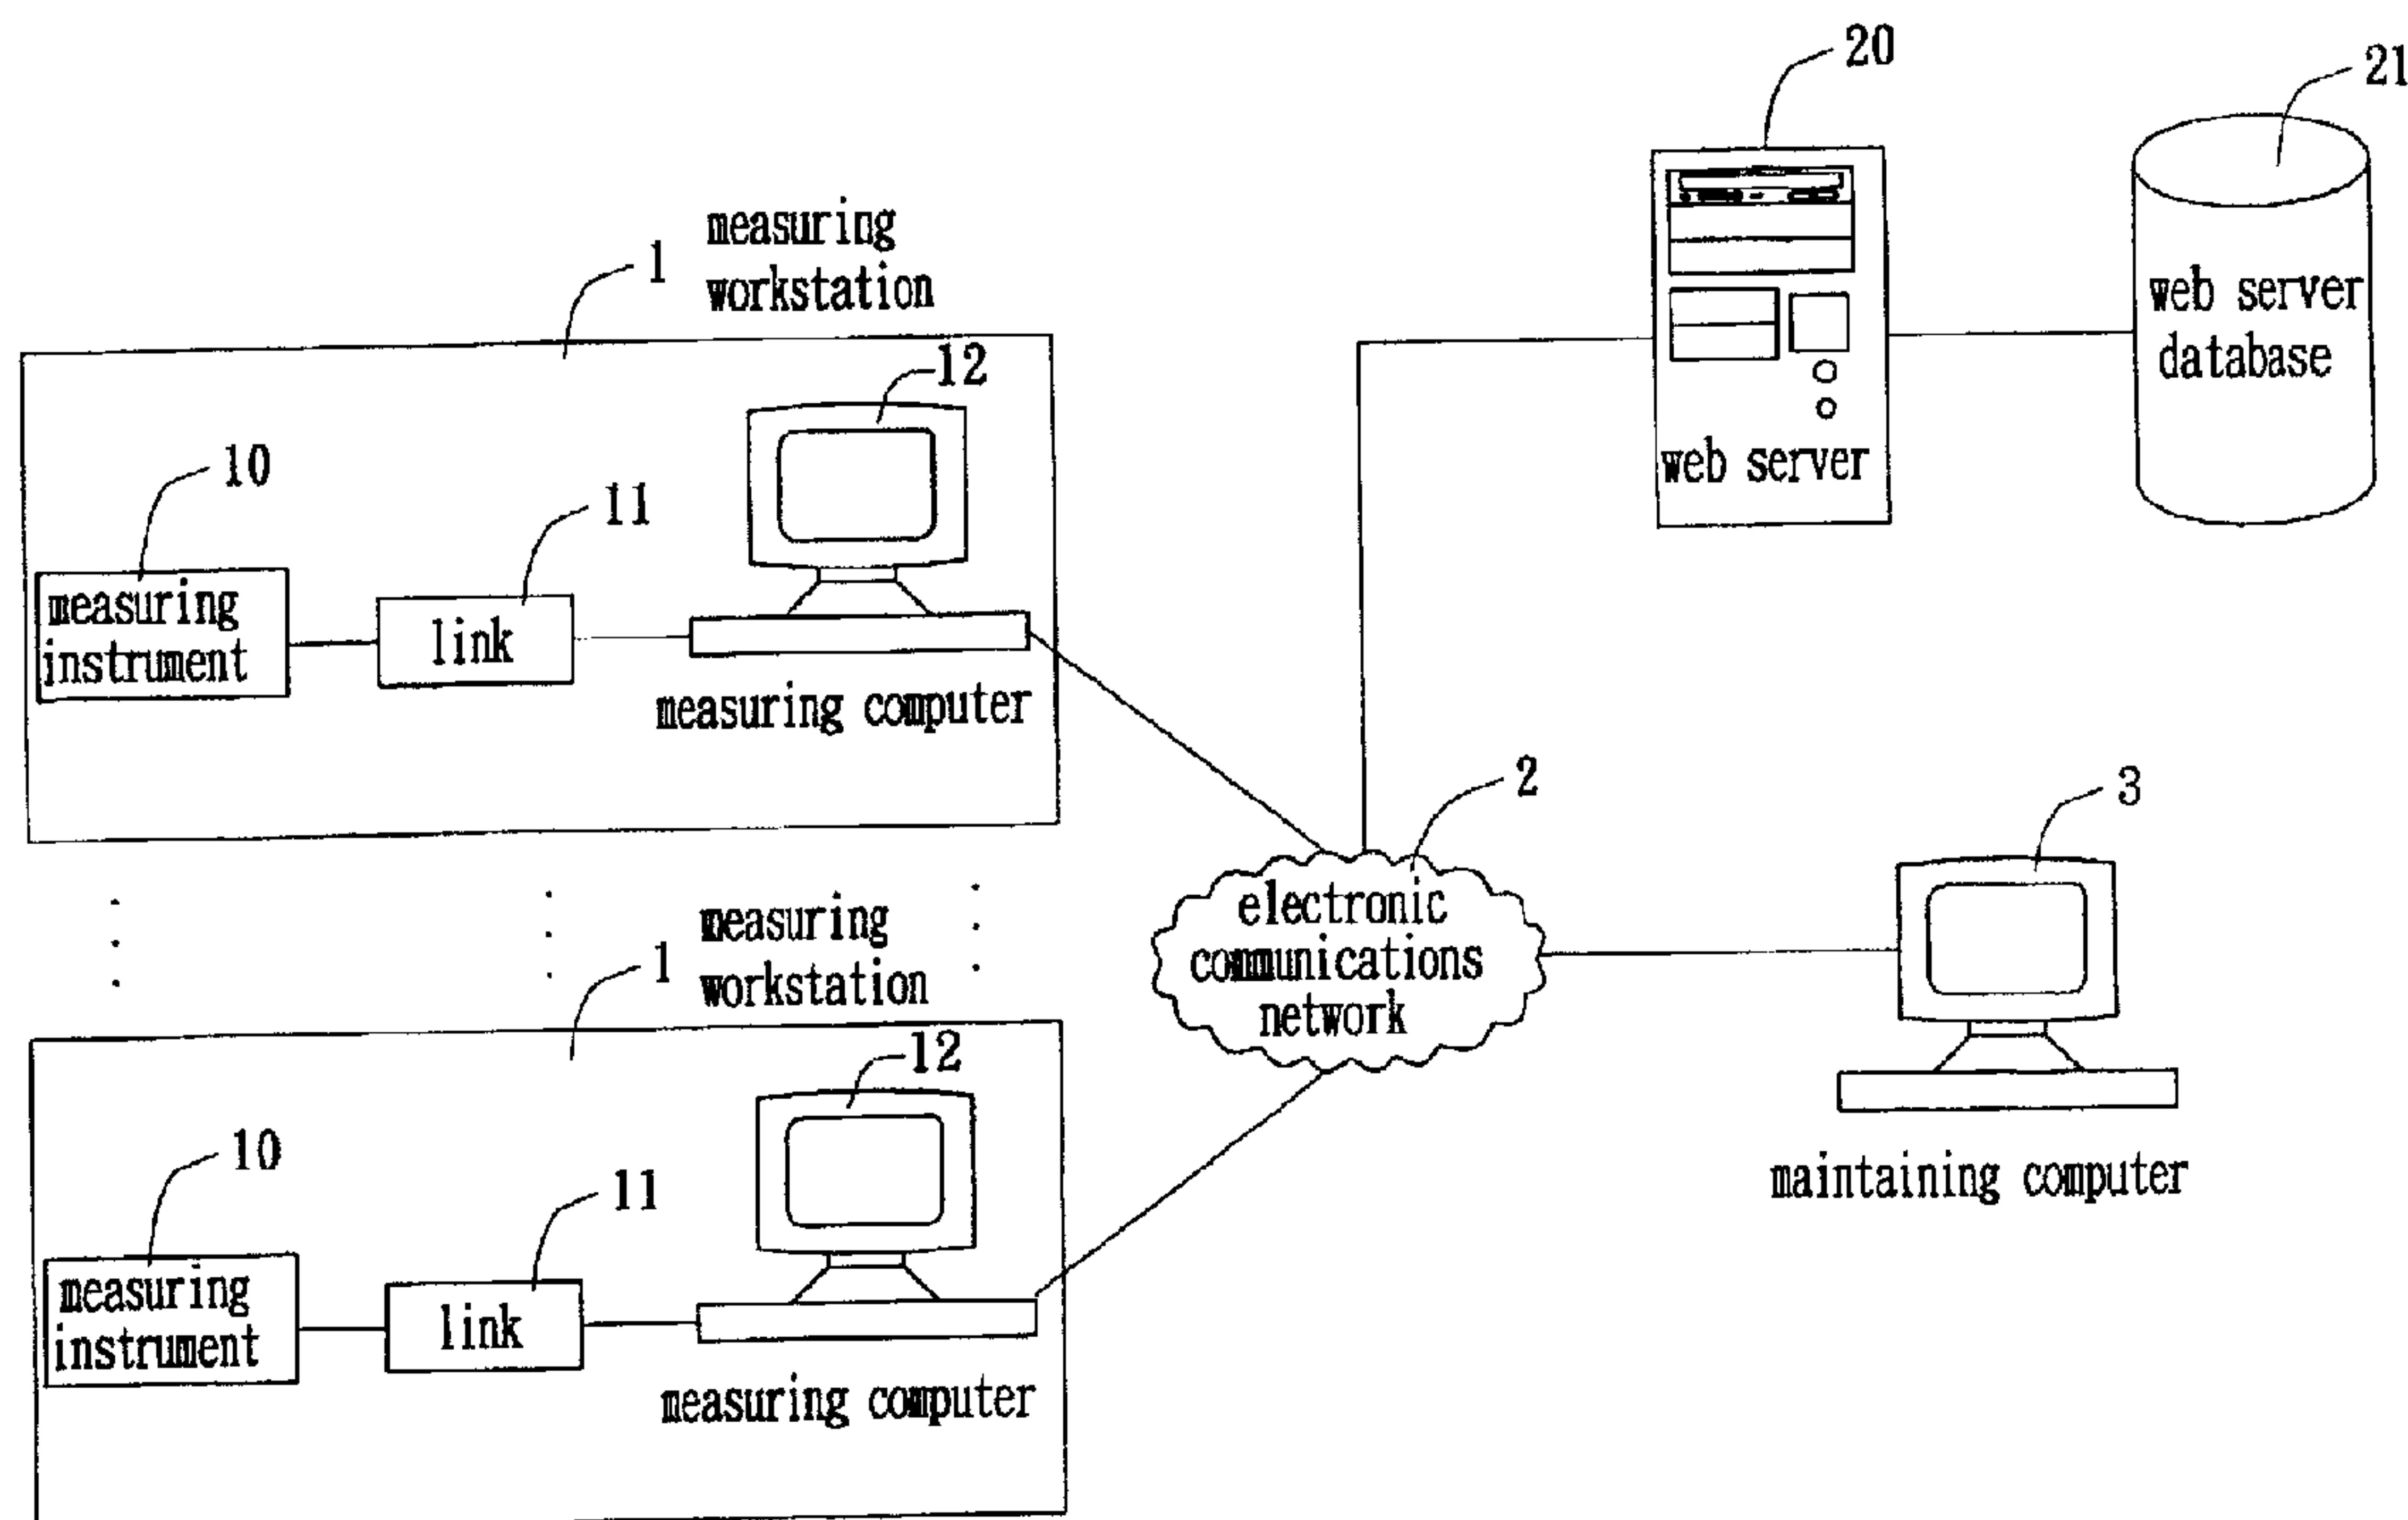 20
21
measuring
workstation
1
12
web server
database
10
11
web server
measuring
instrument
link
measuring computer
2
3
electronic
communications
network
measuring
workstation
1
12
10
11
maintaining computer
measuring
instrument
link
measuring computer